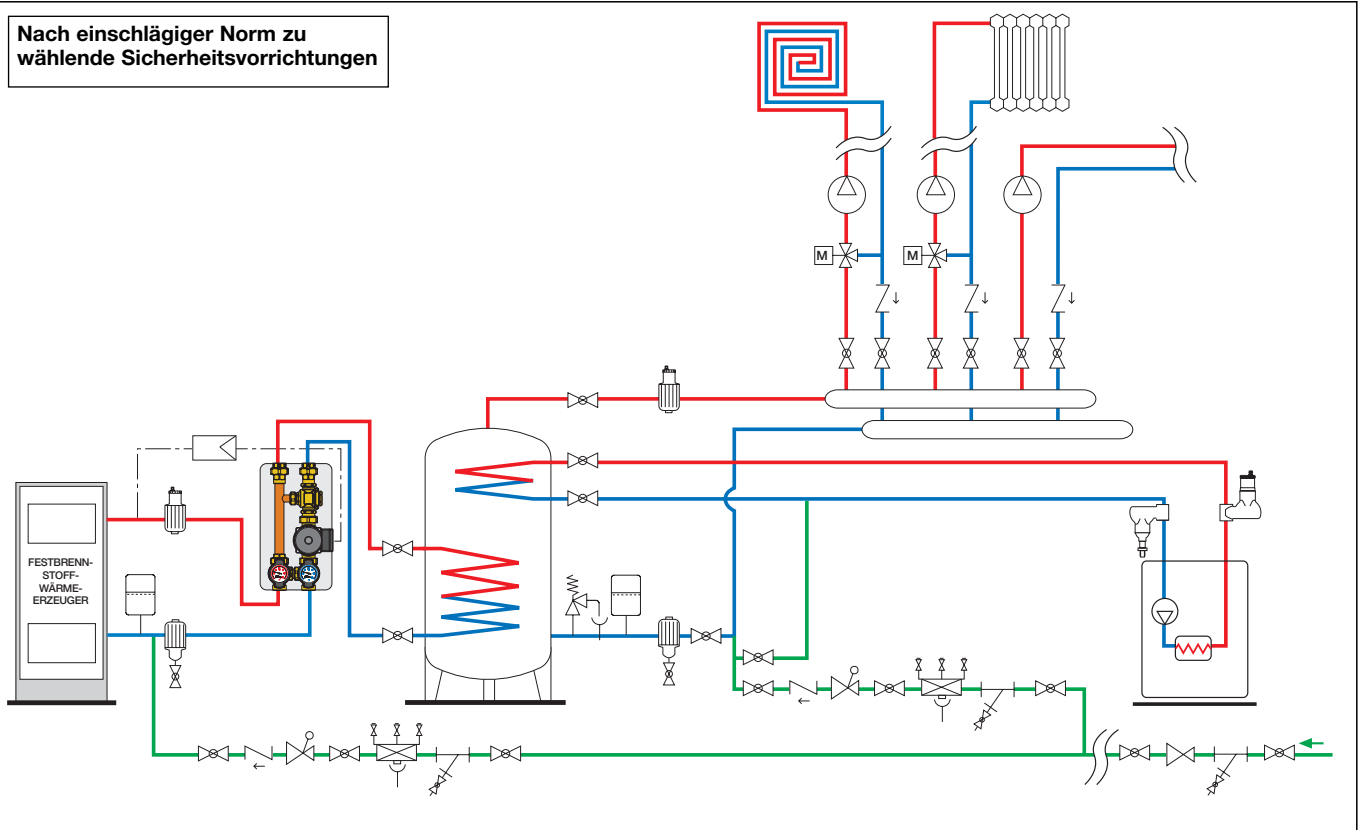 Nach einschlägiger Norm zu
wählende Sicherheitsvorrichtungen
M
M
FESTBRENN-
STOFF-
WÄRME-
ERZEUGER